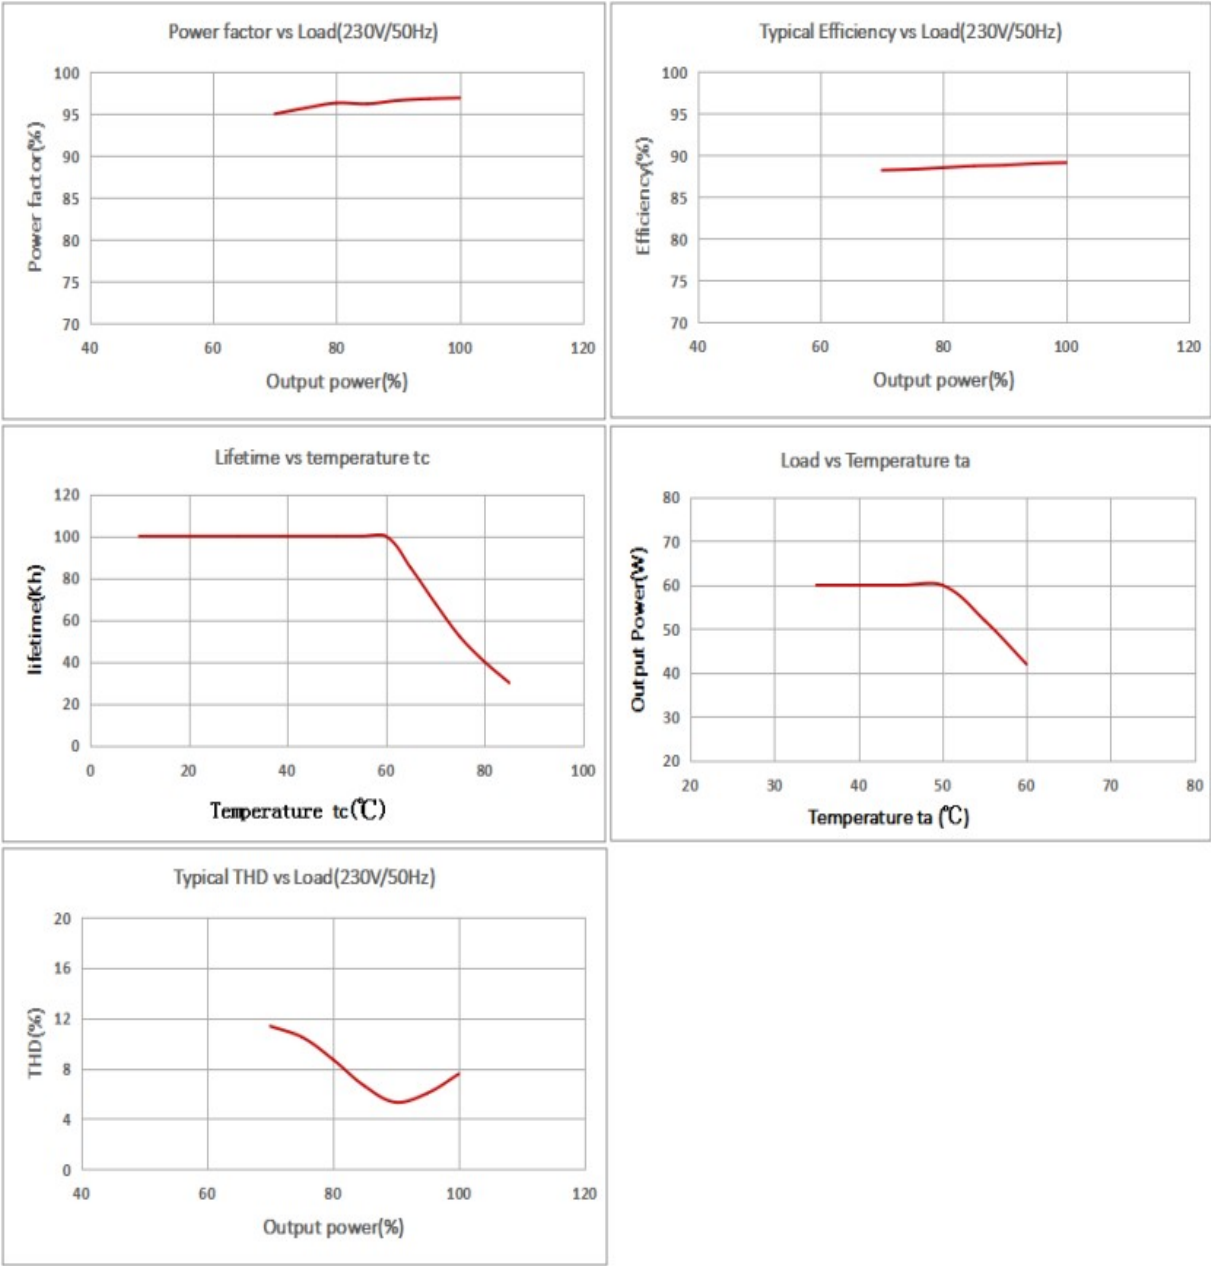 Power factor vs Load(230V/50Hz)
100
95
90
85
80
75
70
Power factor(%)
40 60 80 100 120
Output power(%)
Typical Efficiency vs Load(230V/50Hz)
100
95
90
85
80
75
70
Efficiency(%)
40 60 80 100 120
Output power(%)
Lifetime vs temperature tc
120
100
80
60
40
20
0
lifetime(Kh)
0 20 40 60 80 100
Temperature tc(℃)
Load vs Temperature ta
80
70
60
50
40
30
20
Output Power(W)
20 30 40 50 60 70 80
Temperature ta (℃)
Typical THD vs Load(230V/50Hz)
20
16
12
8
4
0
THD(%)
40 60 80 100 120
Output power(%)